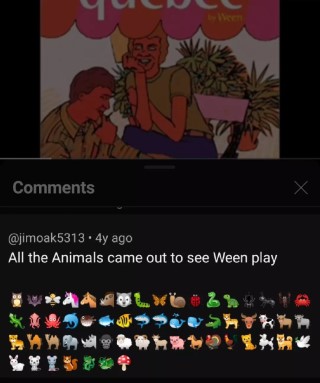 quebec
by Ween
Comments
@jimoak5313 • 4y ago
All the Animals came out to see Ween play